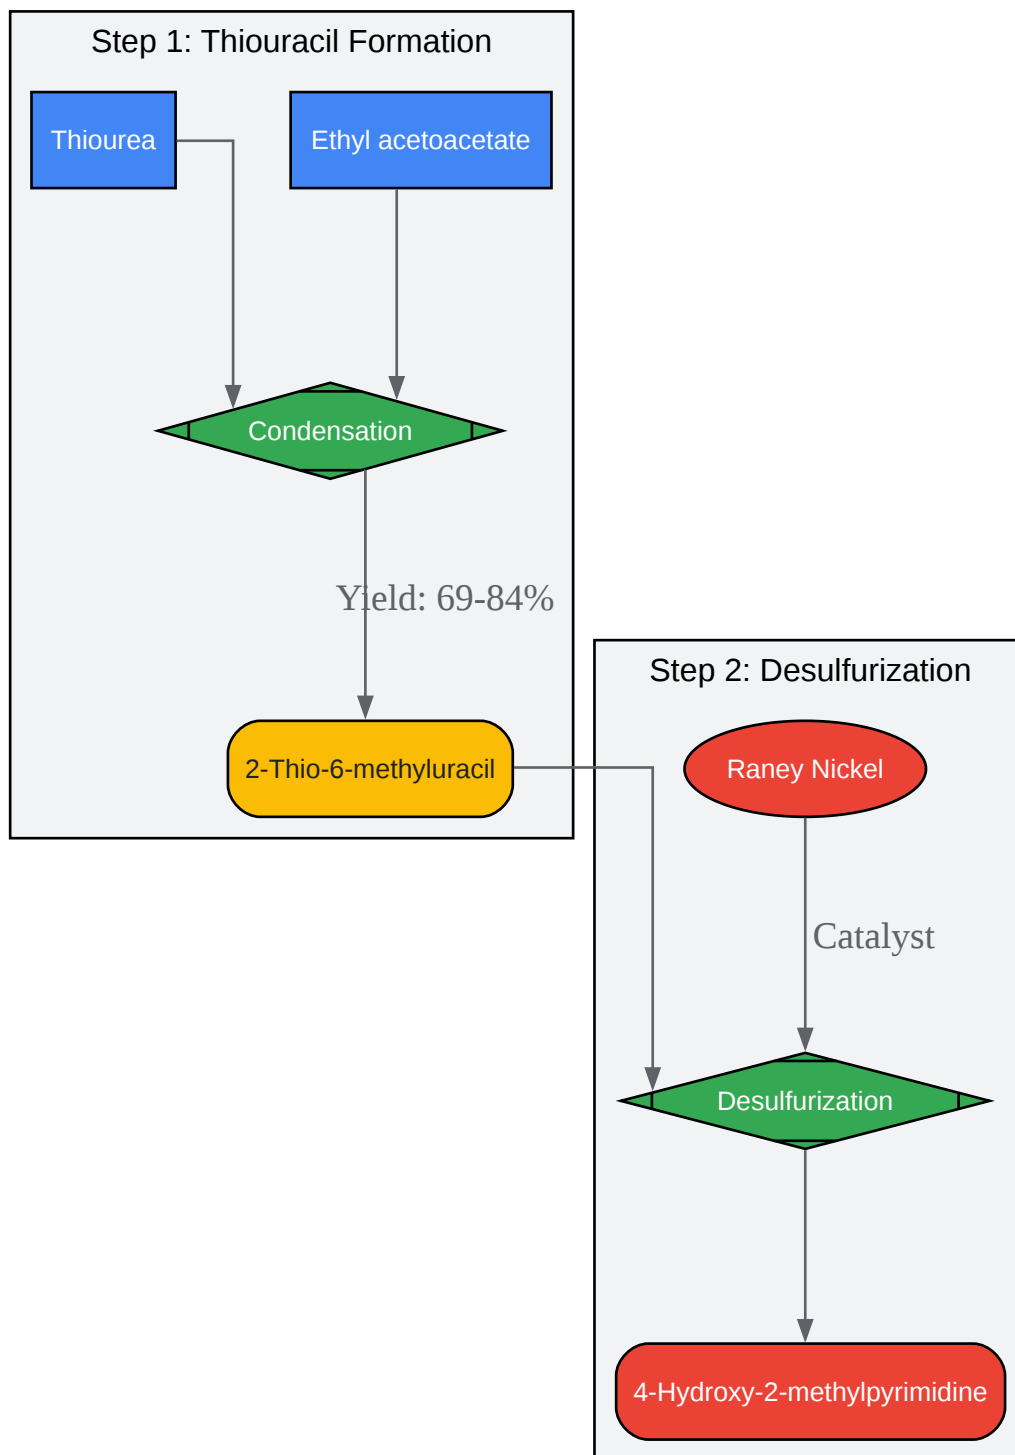 Step 1: Thiouracil Formation
Thiourea
Ethyl acetoacetate
Condensation
Yield: 69-84%
2-Thio-6-methyluracil
Step 2: Desulfurization
Raney Nickel
Catalyst
Desulfurization
4-Hydroxy-2-methylpyrimidine